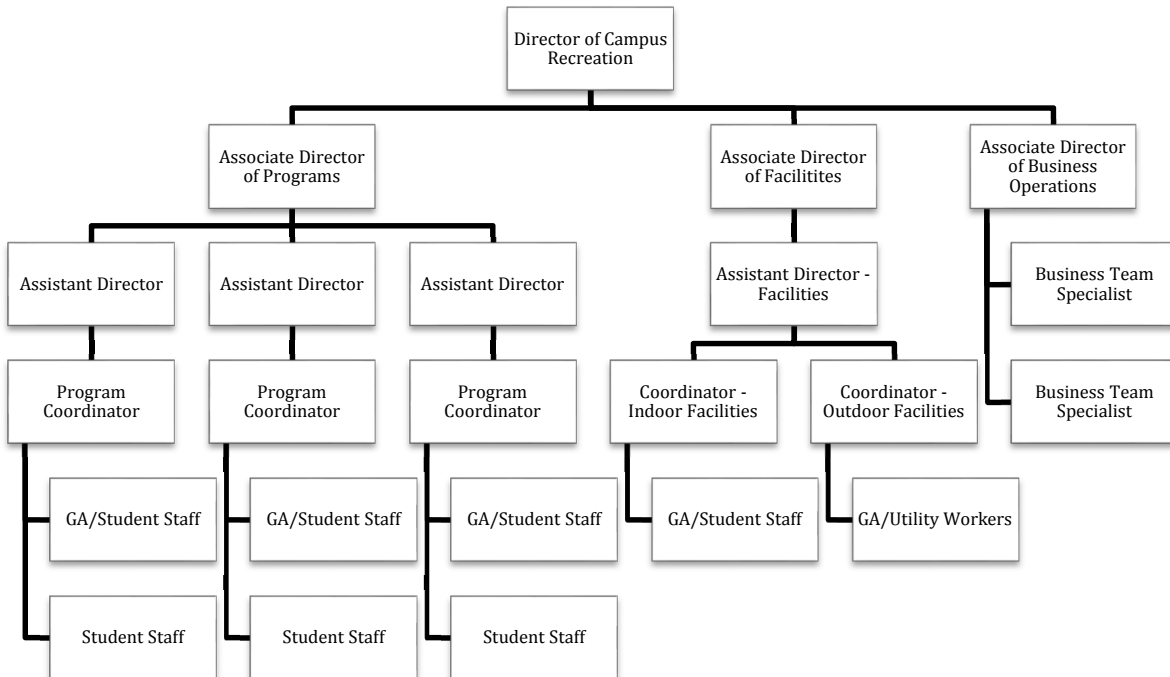 Director of Campus
Recreation
Associate Director
of Programs
Associate Director
of Facilitites
Associate Director
of Business
Operations
Assistant Director
Assistant Director
Assistant Director
Assistant Director -
Facilities
Business Team
Specialist
Program
Coordinator
Program
Coordinator
Program
Coordinator
Coordinator -
Indoor Facilities
Coordinator -
Outdoor Facilities
Business Team
Specialist
GA/Student Staff
GA/Student Staff
GA/Student Staff
GA/Student Staff
GA/Utility Workers
Student Staff
Student Staff
Student Staff